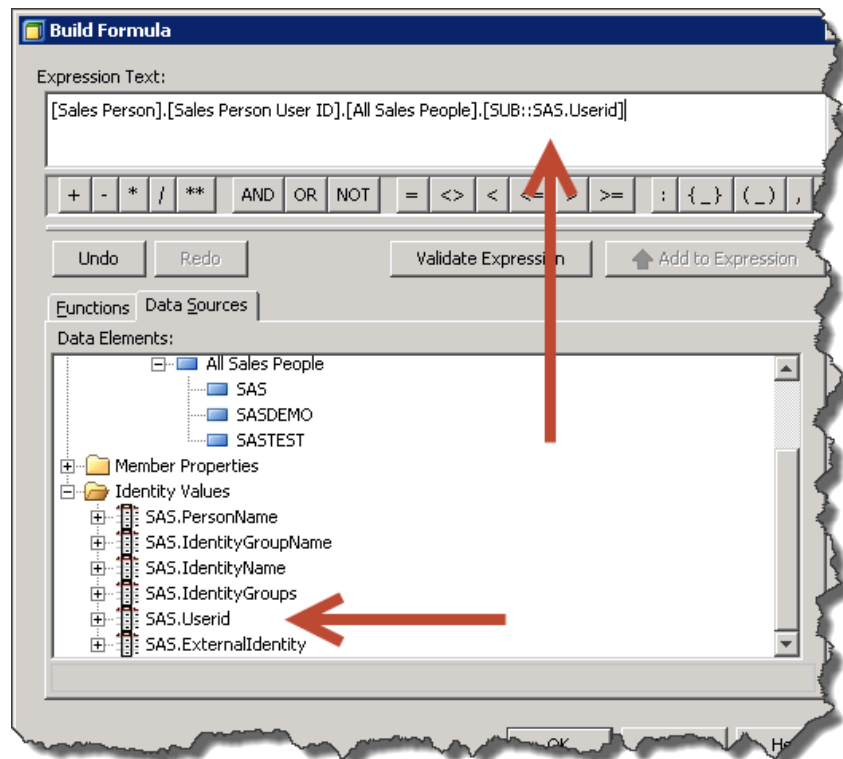 Build Formula
Expression Text:
[Sales Person].[Sales Person User ID].[All Sales People].[SUB::SAS.Userid]
+ - * / ** AND OR NOT = <> < <= > >= : {_} (_) ,
Undo Redo Validate Expression Add to Expression
Functions Data Sources
Data Elements:
All Sales People
SAS
SASDEMO
SASTEST
Member Properties
Identity Values
SAS.PersonName
SAS.IdentityGroupName
SAS.IdentityName
SAS.IdentityGroups
SAS.Userid
SAS.ExternalIdentity
OK